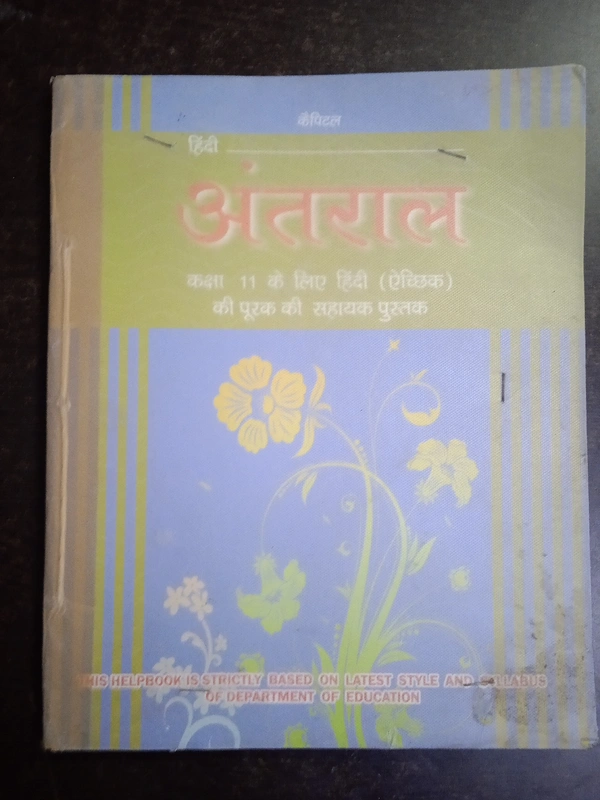 कैपिटल
हिंदी
अंतराल
कक्षा 11 के लिए हिंदी (ऐच्छिक)
की पूरक की सहायक पुस्तक
THIS HELPBOOK IS STRICTLY BASED ON LATEST STYLE AND SYLLABUS
OF DEPARTMENT OF EDUCATION